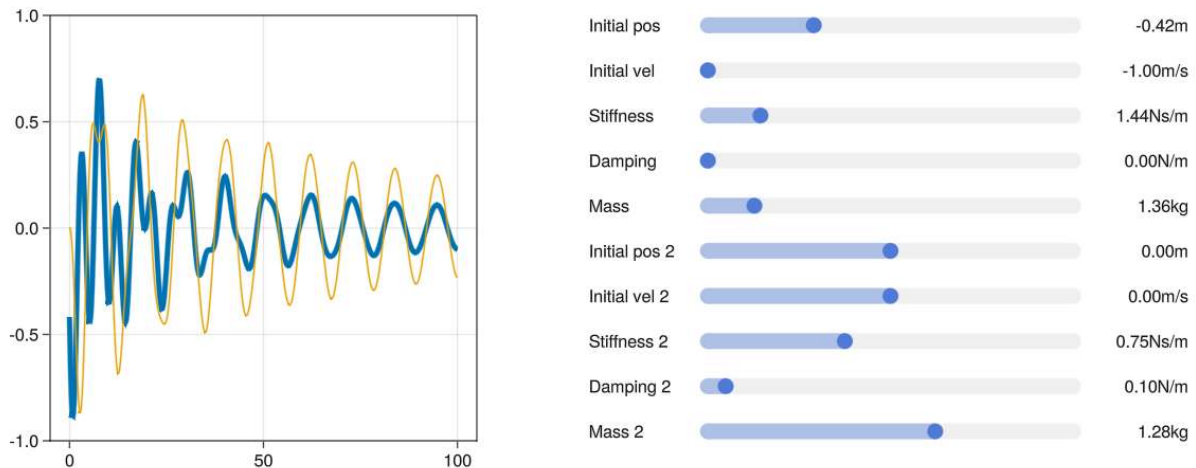 1.0
0.5
0.0
-0.5
-1.0
0 50 100
Initial pos -0.42m
Initial vel -1.00m/s
Stiffness 1.44Ns/m
Damping 0.00N/m
Mass 1.36kg
Initial pos 2 0.00m
Initial vel 2 0.00m/s
Stiffness 2 0.75Ns/m
Damping 2 0.10N/m
Mass 2 1.28kg